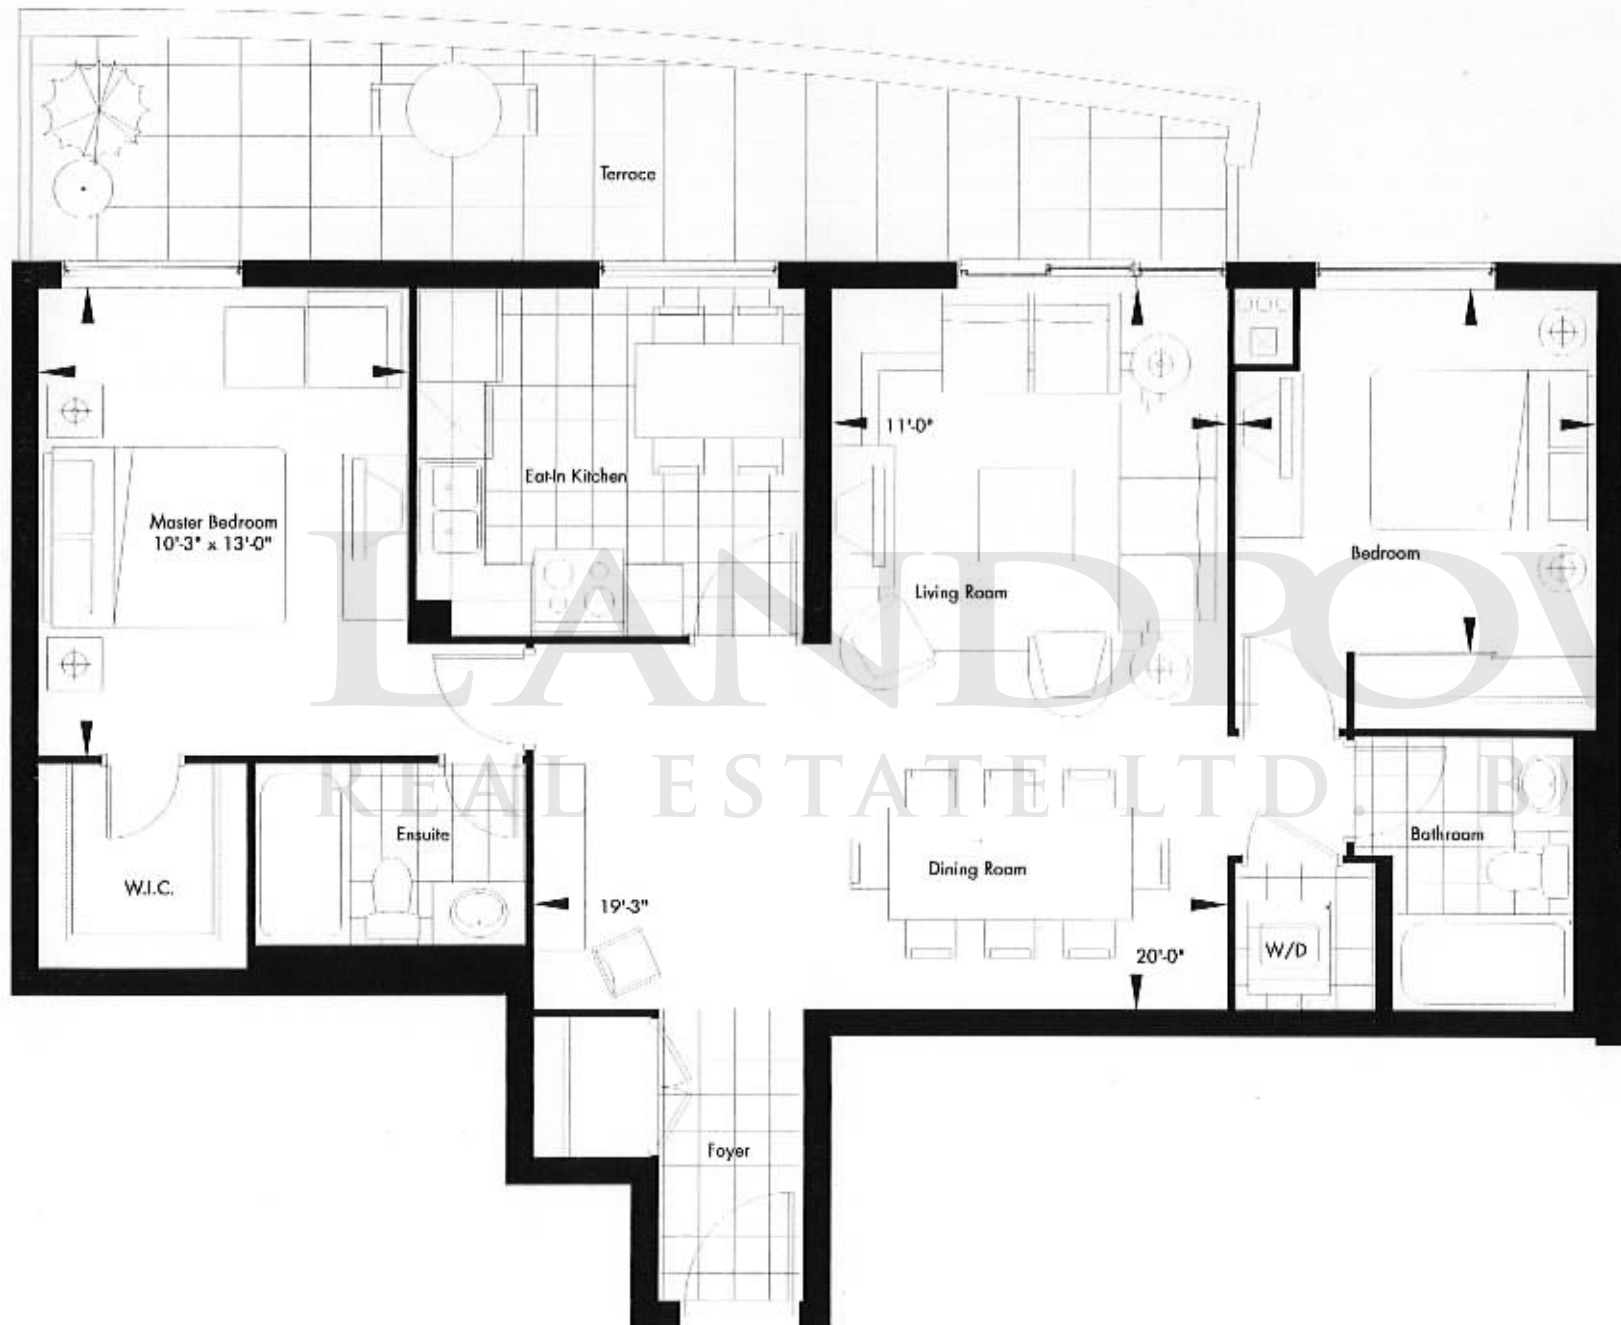 Terrace
11'-0"
Eat-In Kitchen
Master Bedroom
10'-3" x 13'-0"
Bedroom
Living Room
LANDPOW
REAL ESTATE LTD. B
Ensuite
Bathroom
Dining Room
W.I.C.
19'-3"
W/D
20'-0"
Foyer